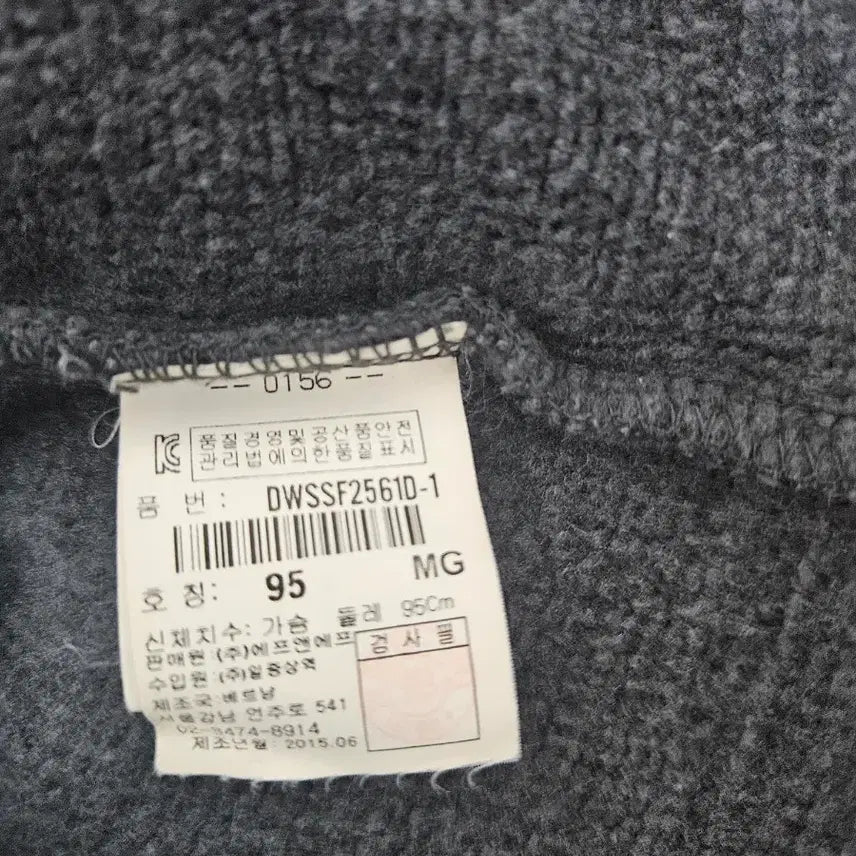 -- 0156 --
품질경영및공산품안전
관리법에의한품질표시
품 번 : DWSSF2561D-1
MG
호 칭: 95
신체치수: 가슴 둘레 95Cm
판매원 :(주)에프앤에프
검 사 필
수입원 :(주)일중상역
제조국:베트남
서울강남 언주로 541
02-3474-8914
제조년월 : 2015.06